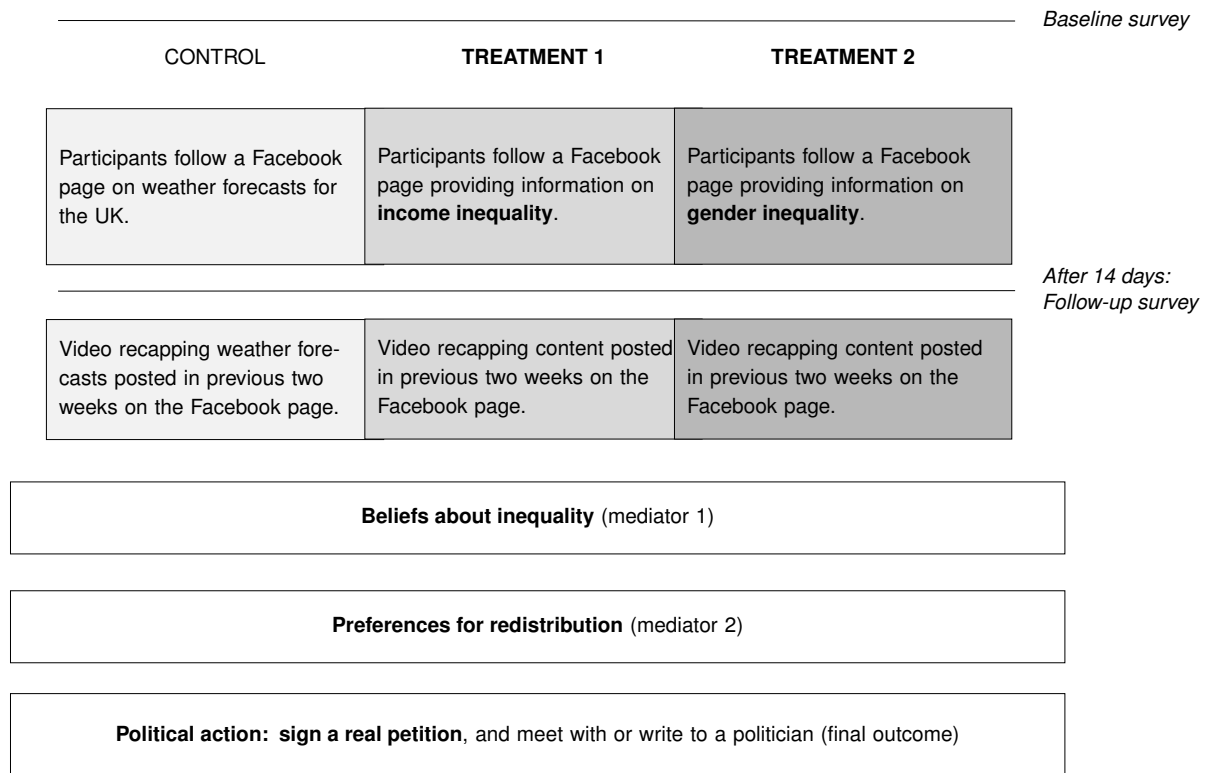 Baseline survey
CONTROL
TREATMENT 1
TREATMENT 2
Participants follow a Facebook
page on weather forecasts for
the UK.
Participants follow a Facebook
page providing information on
income inequality.
Participants follow a Facebook
page providing information on
gender inequality.
After 14 days:
Follow-up survey
Video recapping weather fore-
casts posted in previous two
weeks on the Facebook page.
Video recapping content posted
in previous two weeks on the
Facebook page.
Video recapping content posted
in previous two weeks on the
Facebook page.
Beliefs about inequality (mediator 1)
Preferences for redistribution (mediator 2)
Political action: sign a real petition, and meet with or write to a politician (final outcome)